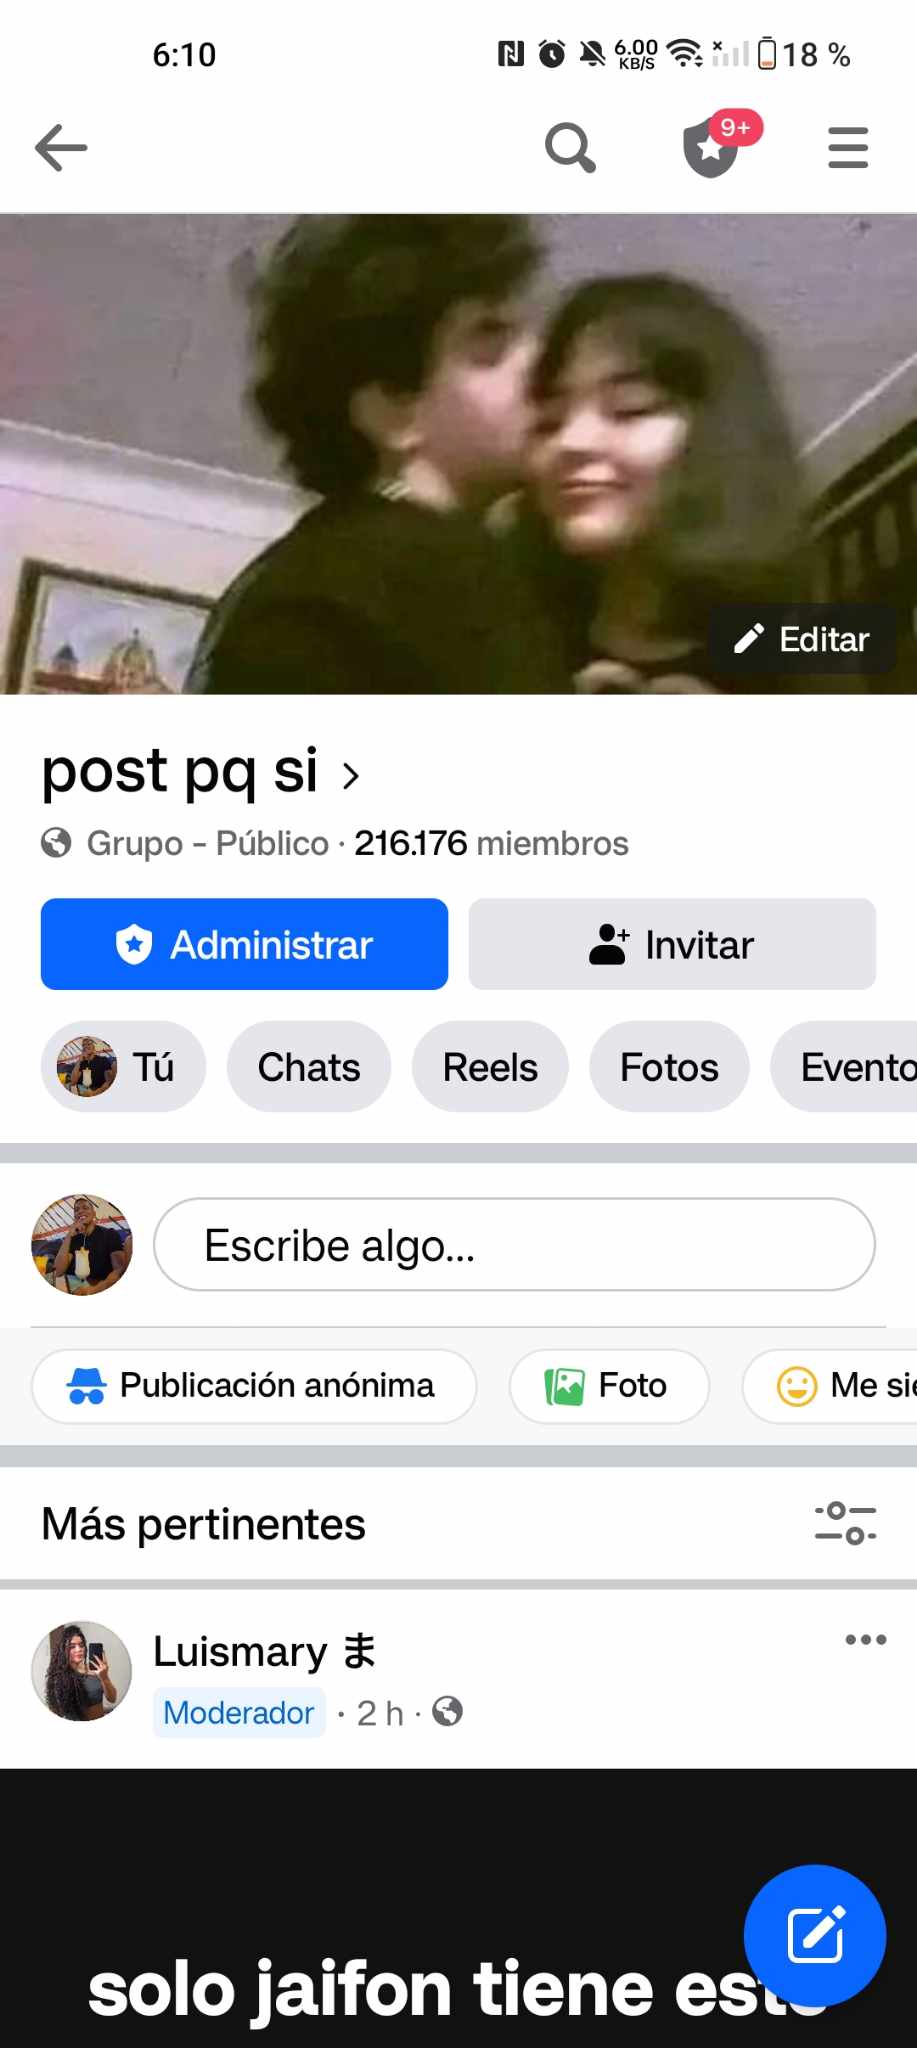 6:10 6.00 KB/S 18 %
9+
Editar
post pq si
Grupo – Público · 216.176 miembros
Administrar Invitar
Tú Chats Reels Fotos Evento
Escribe algo...
Publicación anónima Foto Me sie
Más pertinentes
Luismary ま
Moderador · 2 h ·
solo jaifon tiene este